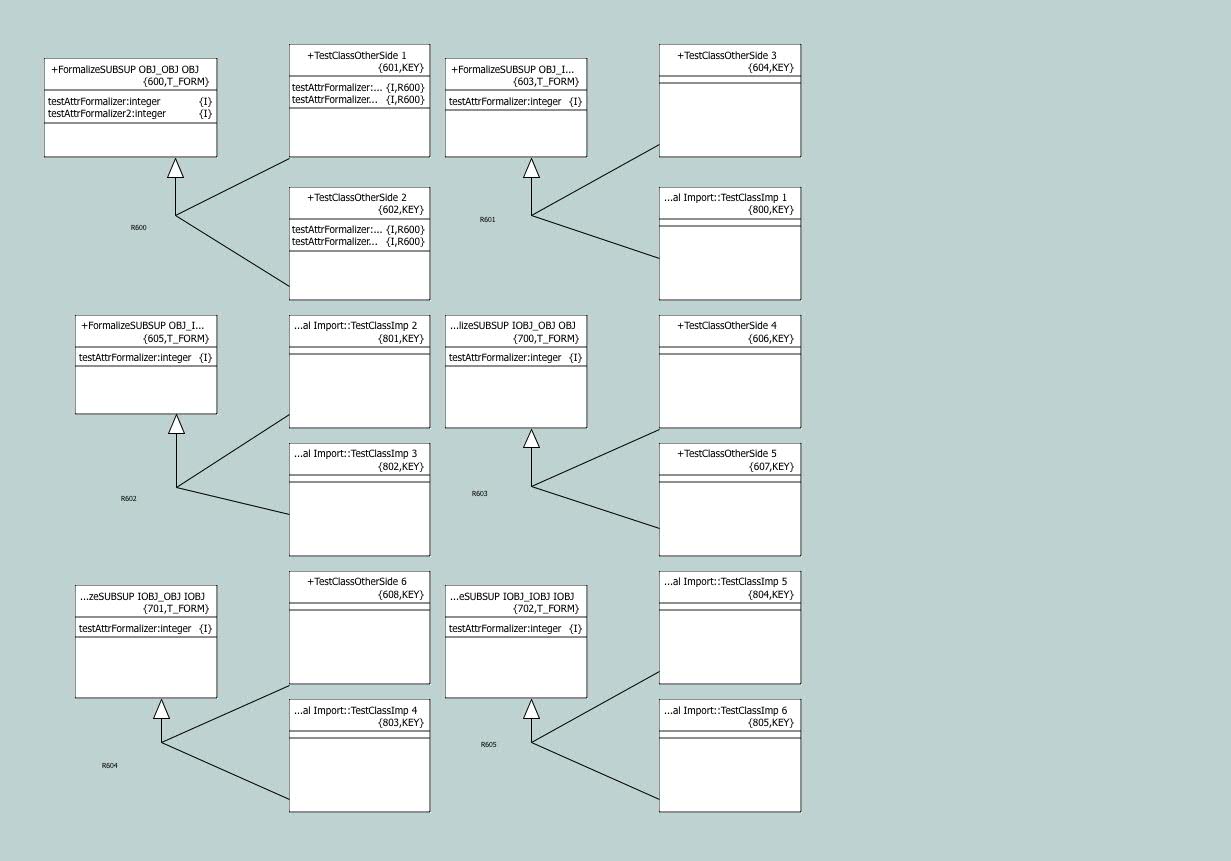 +FormalizeSUBSUP OBJ_OBJ OBJ
{600,T_FORM}
testAttrFormalizer:integer {I}
testAttrFormalizer2:integer {I}
+TestClassOtherSide 1
{601,KEY}
testAttrFormalizer:... {I,R600}
testAttrFormalizer... {I,R600}
+TestClassOtherSide 2
{602,KEY}
testAttrFormalizer:... {I,R600}
testAttrFormalizer... {I,R600}
R600
+FormalizeSUBSUP OBJ_I...
{603,T_FORM}
testAttrFormalizer:integer {I}
+TestClassOtherSide 3
{604,KEY}
...al Import::TestClassImp 1
{800,KEY}
R601
+FormalizeSUBSUP OBJ_I...
{605,T_FORM}
testAttrFormalizer:integer {I}
...al Import::TestClassImp 2
{801,KEY}
...al Import::TestClassImp 3
{802,KEY}
R602
...lizeSUBSUP IOBJ_OBJ OBJ
{700,T_FORM}
testAttrFormalizer:integer {I}
+TestClassOtherSide 4
{606,KEY}
+TestClassOtherSide 5
{607,KEY}
R603
...zeSUBSUP IOBJ_OBJ IOBJ
{701,T_FORM}
testAttrFormalizer:integer {I}
+TestClassOtherSide 6
{608,KEY}
...al Import::TestClassImp 4
{803,KEY}
R604
...eSUBSUP IOBJ_IOBJ IOBJ
{702,T_FORM}
testAttrFormalizer:integer {I}
...al Import::TestClassImp 5
{804,KEY}
...al Import::TestClassImp 6
{805,KEY}
R605